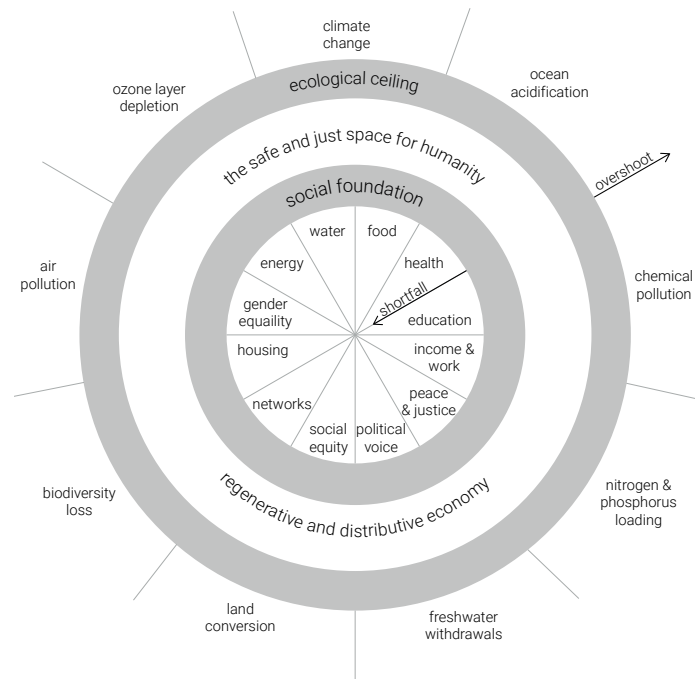 climate
change
ecological ceiling
ozone layer
depletion
ocean
acidification
the safe and just space for humanity
overshoot
social foundation
water
food
energy
health
air
pollution
chemical
pollution
shortfall
gender
equaility
education
housing
income &
work
networks
peace
& justice
social
equity
political
voice
regenerative and distributive economy
biodiversity
loss
nitrogen &
phosphorus
loading
land
conversion
freshwater
withdrawals